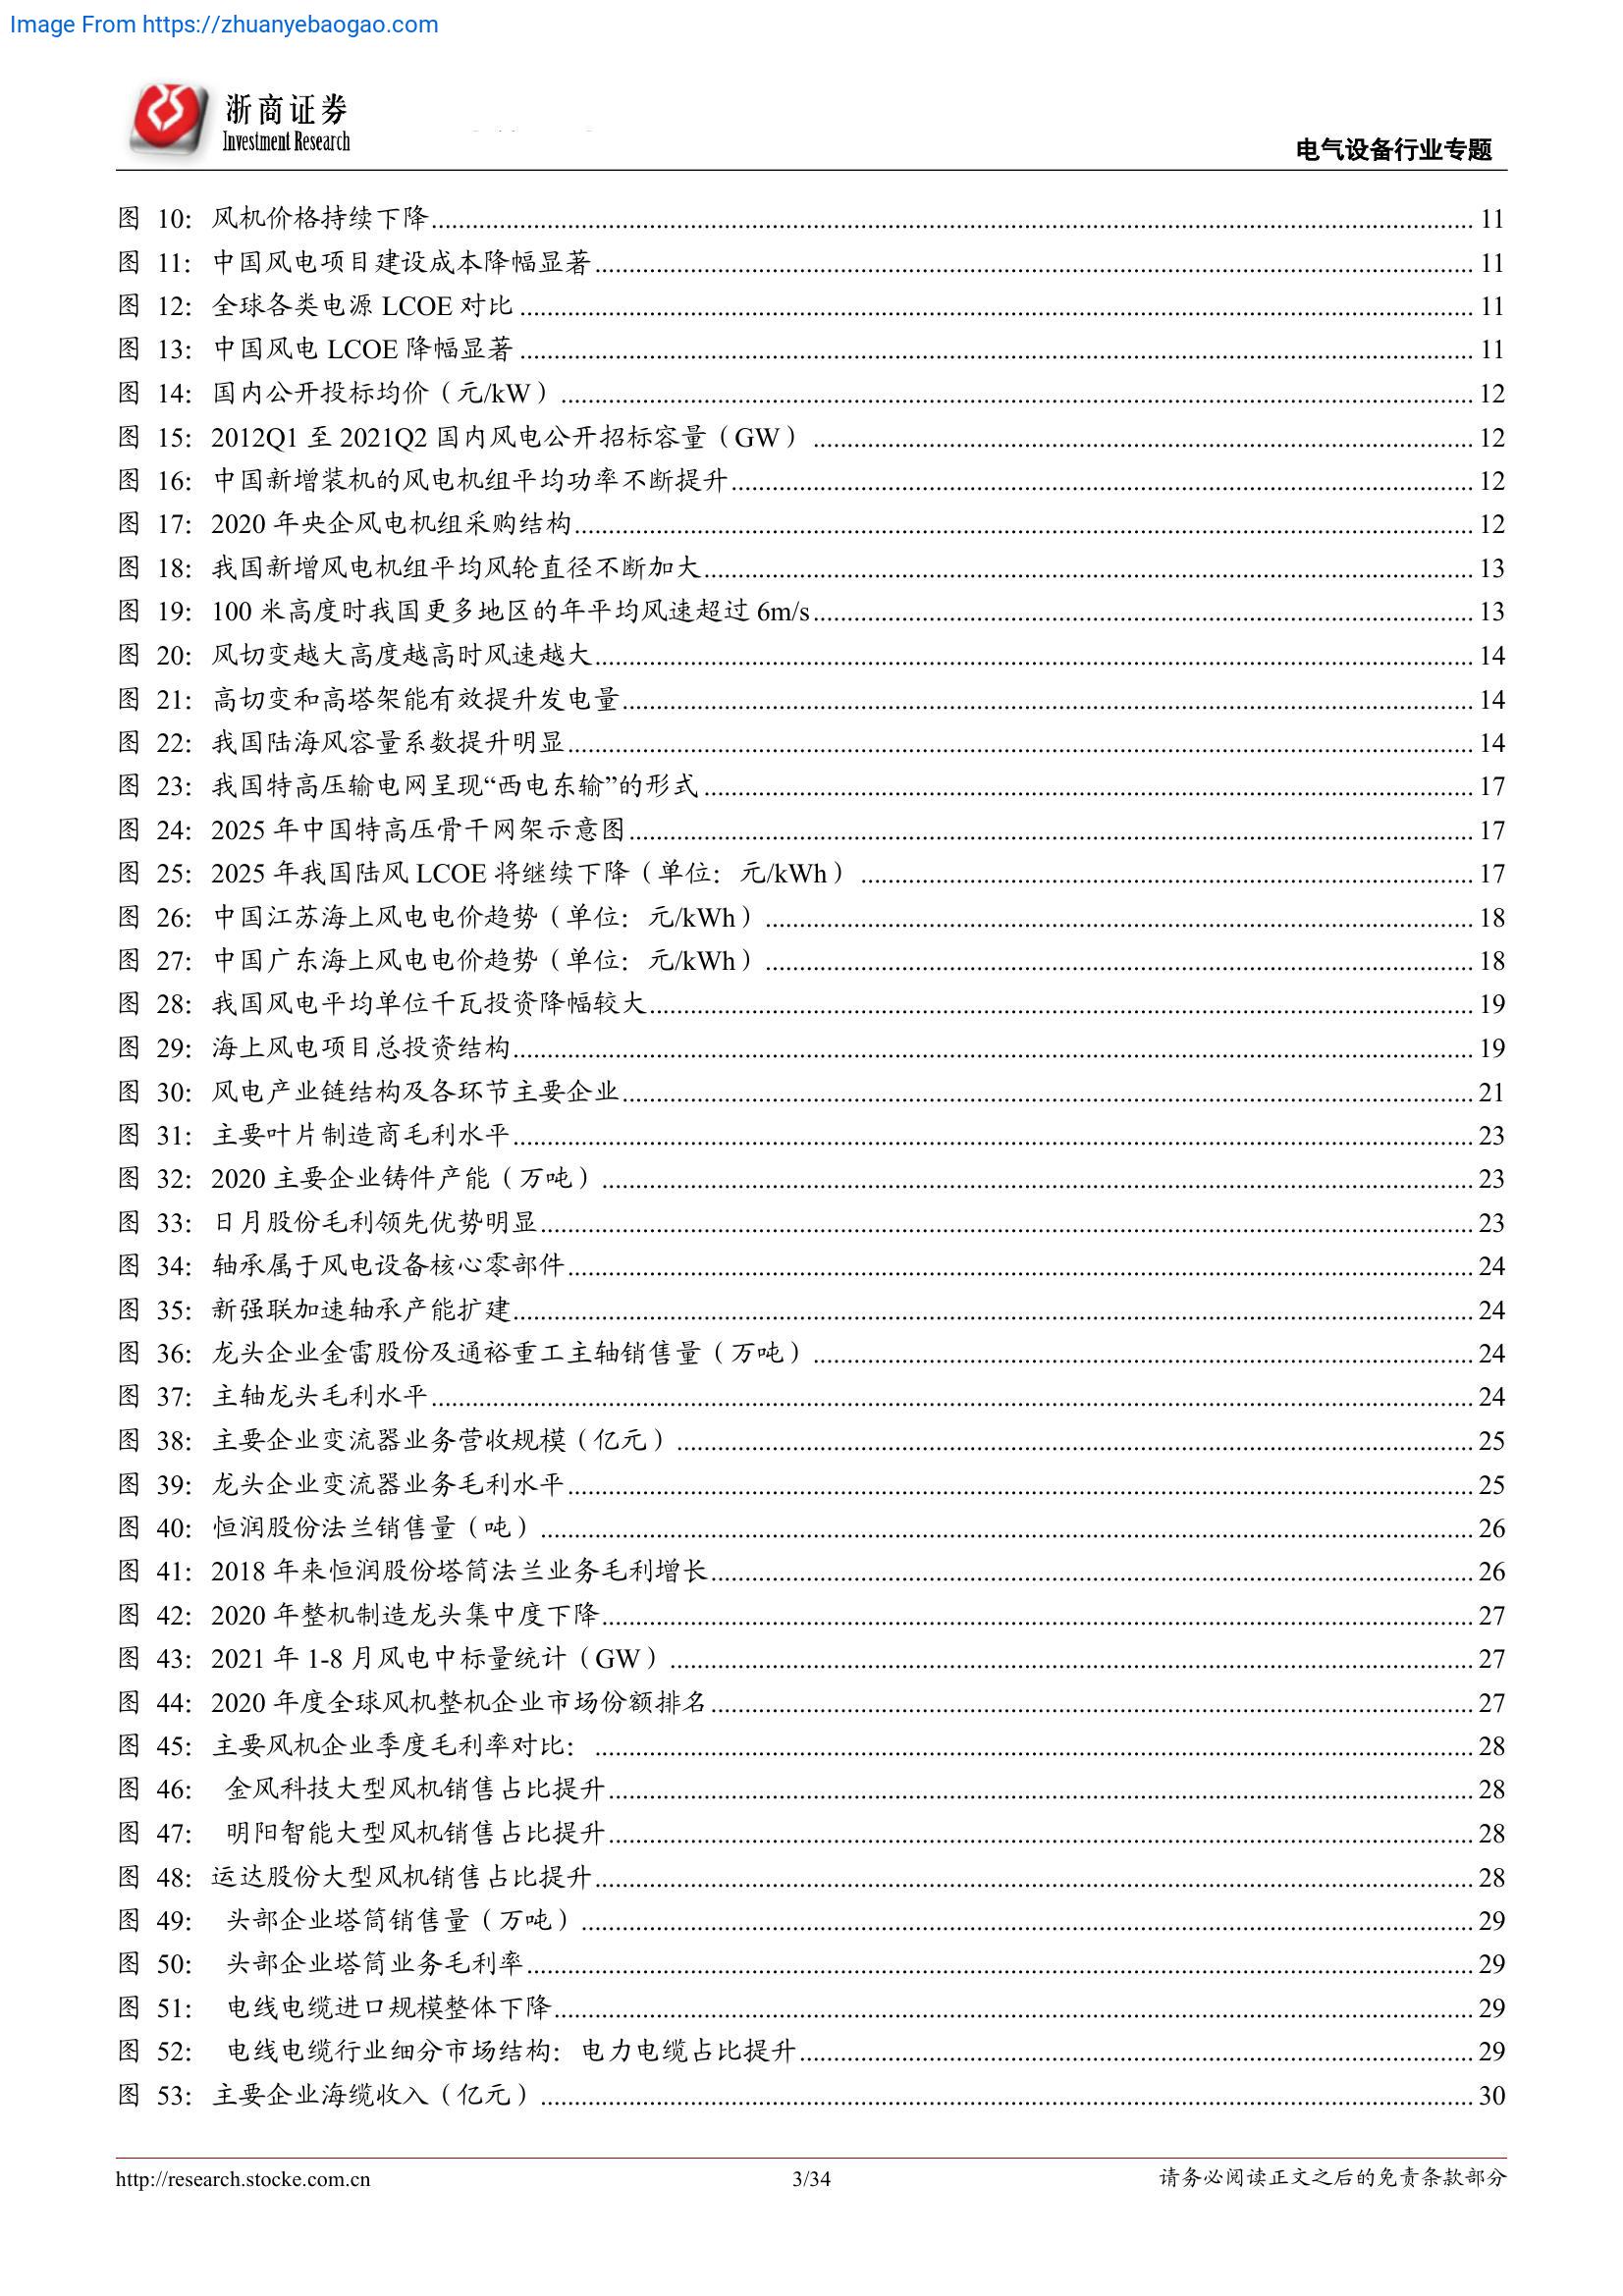 Image From https://zhuanyebaogao.com
浙商证券
Investment Research
电气设备行业专题
图 10：风机价格持续下降 11
图 11：中国风电项目建设成本降幅显著 11
图 12：全球各类电源 LCOE 对比 11
图 13：中国风电 LCOE 降幅显著 11
图 14：国内公开投标均价（元/kW） 12
图 15：2012Q1 至 2021Q2 国内风电公开招标容量（GW） 12
图 16：中国新增装机的风电机组平均功率不断提升 12
图 17：2020 年央企风电机组采购结构 12
图 18：我国新增风电机组平均风轮直径不断加大 13
图 19：100 米高度时我国更多地区的年平均风速超过 6m/s 13
图 20：风切变越大高度越高时风速越大 14
图 21：高切变和高塔架能有效提升发电量 14
图 22：我国陆海风容量系数提升明显 14
图 23：我国特高压输电网呈现“西电东输”的形式 17
图 24：2025 年中国特高压骨干网架示意图 17
图 25：2025 年我国陆风 LCOE 将继续下降（单位：元/kWh） 17
图 26：中国江苏海上风电电价趋势（单位：元/kWh） 18
图 27：中国广东海上风电电价趋势（单位：元/kWh） 18
图 28：我国风电平均单位千瓦投资降幅较大 19
图 29：海上风电项目总投资结构 19
图 30：风电产业链结构及各环节主要企业 21
图 31：主要叶片制造商毛利水平 23
图 32：2020 主要企业铸件产能（万吨） 23
图 33：日月股份毛利领先优势明显 23
图 34：轴承属于风电设备核心零部件 24
图 35：新强联加速轴承产能扩建 24
图 36：龙头企业金雷股份及通裕重工主轴销售量（万吨） 24
图 37：主轴龙头毛利水平 24
图 38：主要企业变流器业务营收规模（亿元） 25
图 39：龙头企业变流器业务毛利水平 25
图 40：恒润股份法兰销售量（吨） 26
图 41：2018 年来恒润股份塔筒法兰业务毛利增长 26
图 42：2020 年整机制造龙头集中度下降 27
图 43：2021 年 1-8 月风电中标量统计（GW） 27
图 44：2020 年度全球风机整机企业市场份额排名 27
图 45：主要风机企业季度毛利率对比： 28
图 46： 金风科技大型风机销售占比提升 28
图 47： 明阳智能大型风机销售占比提升 28
图 48：运达股份大型风机销售占比提升 28
图 49： 头部企业塔筒销售量（万吨） 29
图 50： 头部企业塔筒业务毛利率 29
图 51： 电线电缆进口规模整体下降 29
图 52： 电线电缆行业细分市场结构：电力电缆占比提升 29
图 53：主要企业海缆收入（亿元） 30
http://research.stocke.com.cn 3/34 请务必阅读正文之后的免责条款部分